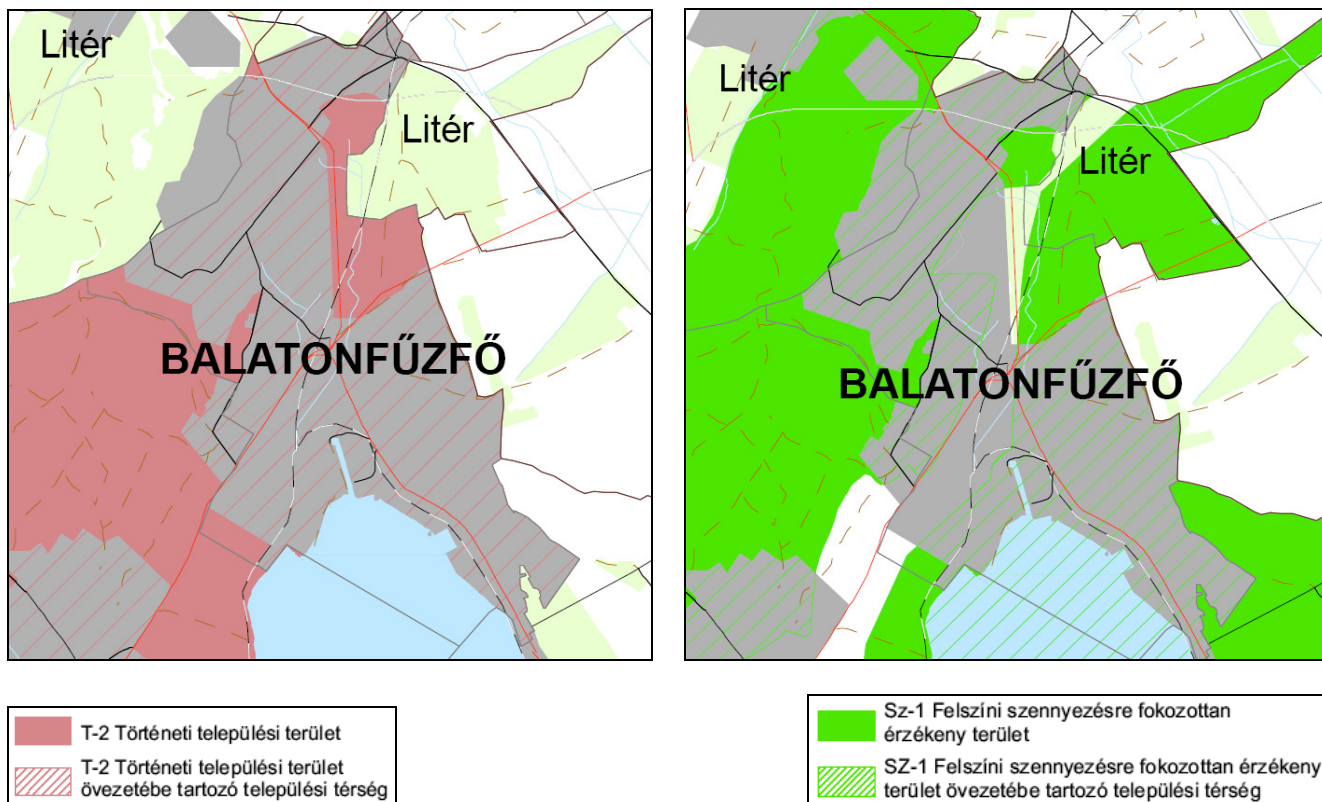 Litér
Litér
BALATONFŰZFŐ
T-2 Történeti települési terület
T-2 Történeti települési terület
övezetébe tartozó települési térség
Litér
Litér
BALATONFŰZFŐ
Sz-1 Felszíni szennyezésre fokozottan
érzékeny terület
SZ-1 Felszíni szennyezésre fokozottan érzékeny
terület övezetébe tartozó települési térség